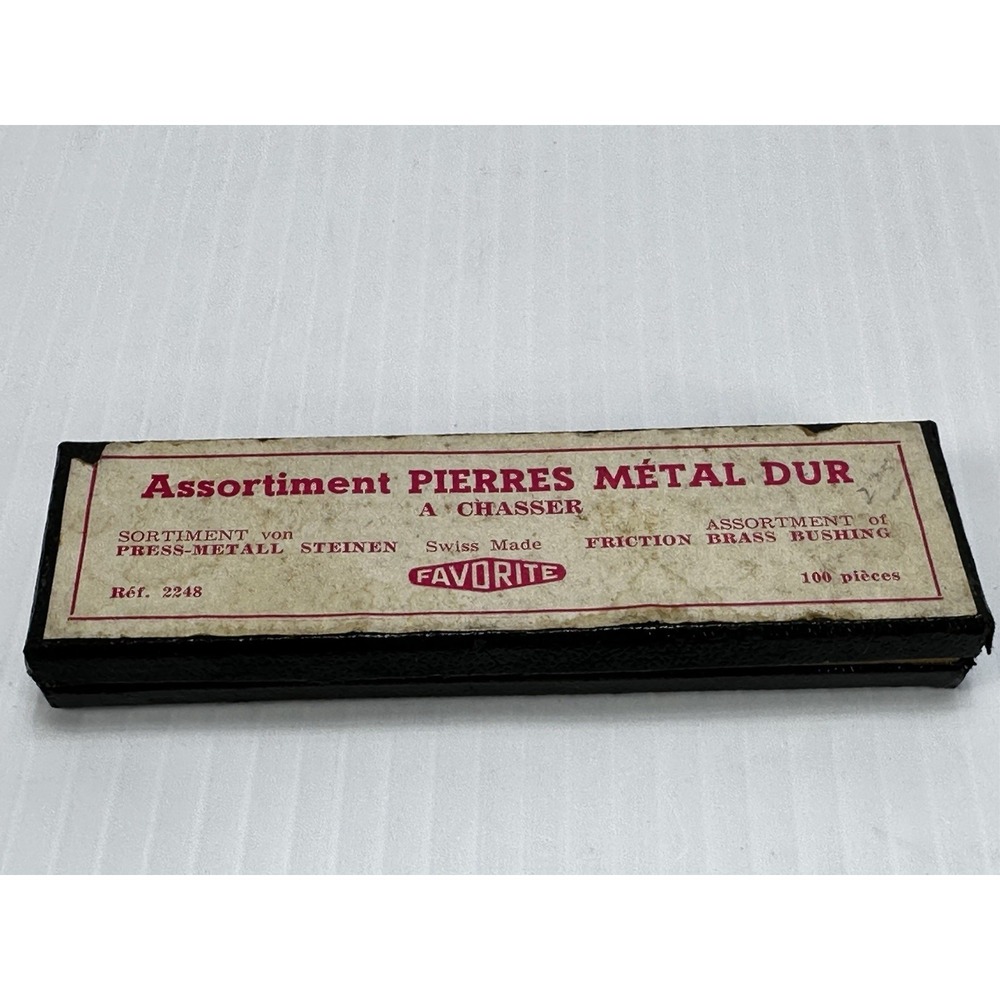 Assortiment PIERRES MÉTAL DUR
A CHASSER
SORTIMENT von
PRESS-METALL STEINEN
Swiss Made
ASSORTMENT of
FRICTION BRASS BUSHING
FAVORITE
Réf. 2248
100 pièces